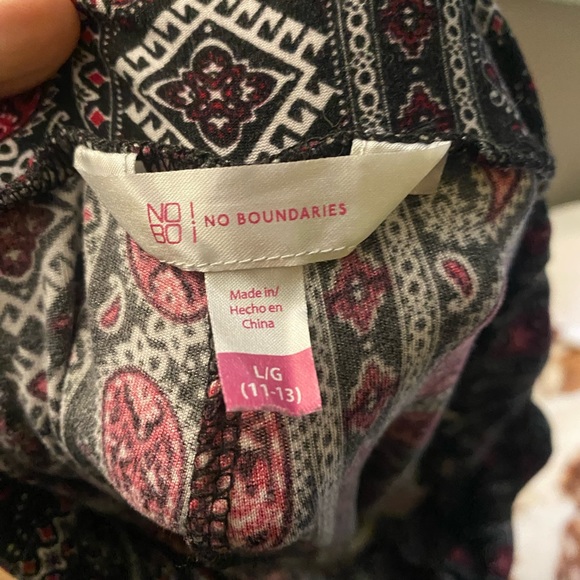 NO!
BO!
NO BOUNDARIES
Made in/
Hecho en
China
L/G
(11-13)